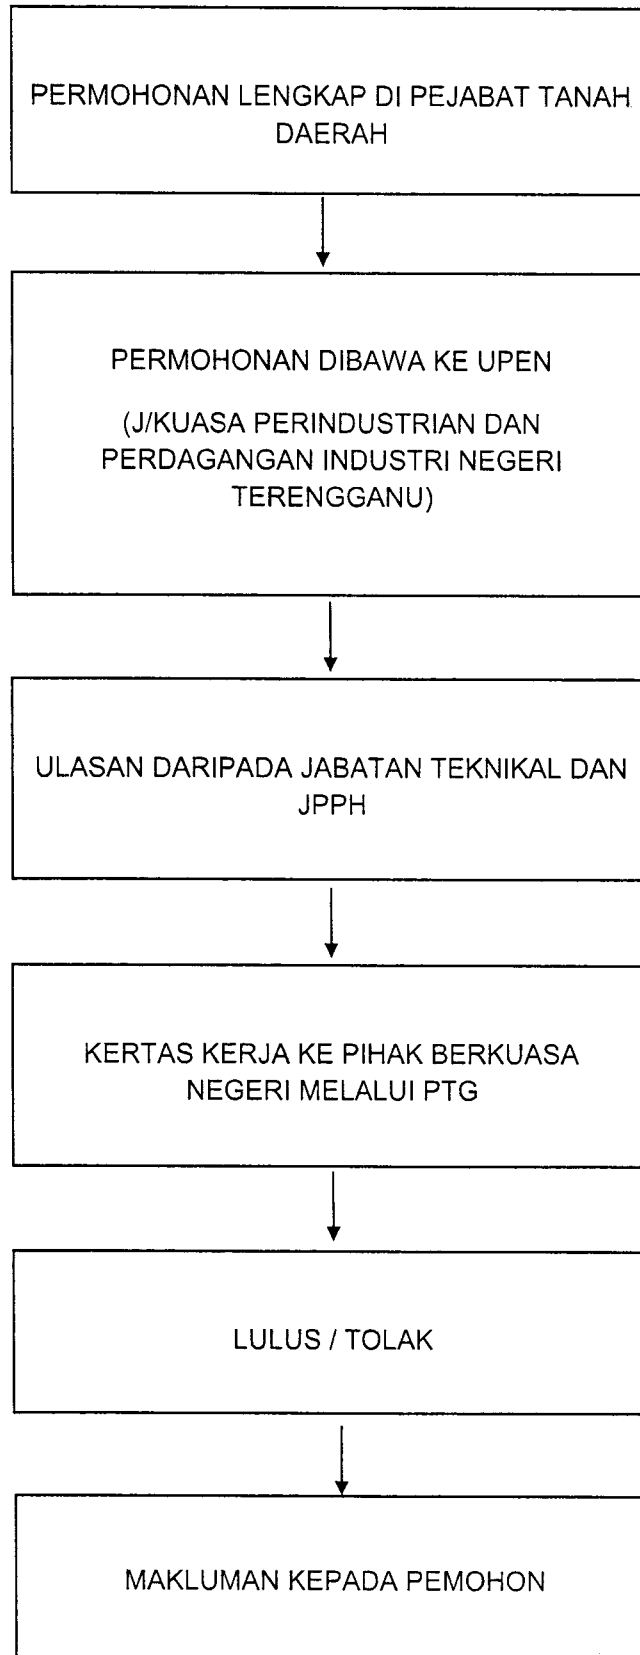 PERMOHONAN LENGKAP DI PEJABAT TANAH
DAERAH
PERMOHONAN DIBAWA KE UPEN
(J/KUASA PERINDUSTRIAN DAN
PERDAGANGAN INDUSTRI NEGERI
TERENGGANU)
ULASAN DARIPADA JABATAN TEKNIKAL DAN
JPPH
KERTAS KERJA KE PIHAK BERKUASA
NEGERI MELALUI PTG
LULUS / TOLAK
MAKLUMAN KEPADA PEMOHON